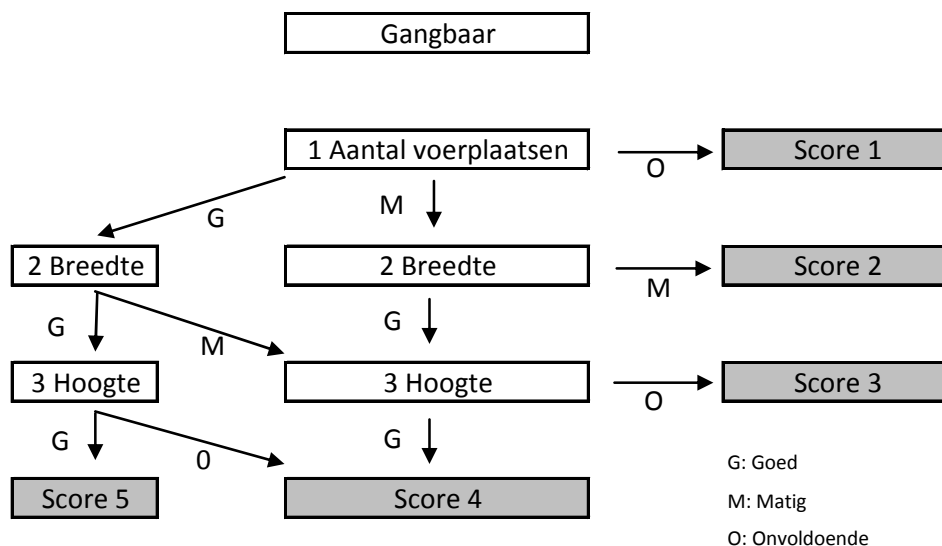 Gangbaar
1 Aantal voerplaatsen
O
Score 1
G
M
2 Breedte
2 Breedte
M
Score 2
G
M
G
3 Hoogte
3 Hoogte
O
Score 3
G
0
G
Score 5
Score 4
G: Goed
M: Matig
O: Onvoldoende